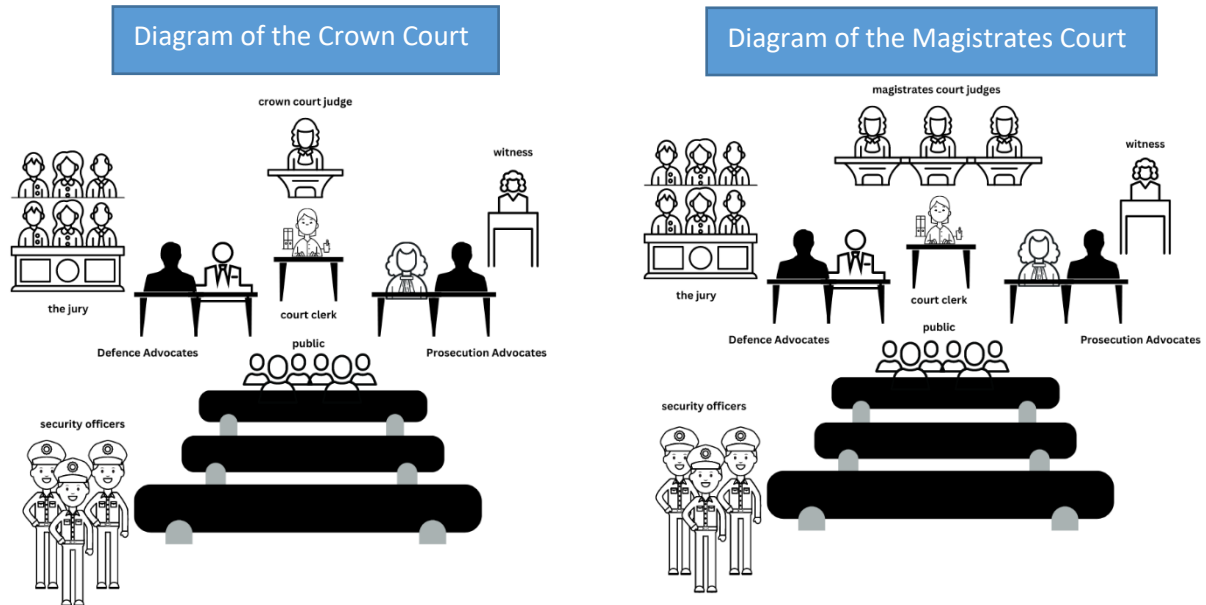 Diagram of the Crown Court
crown court judge
witness
the jury
court clerk
Defence Advocates
public
Prosecution Advocates
security officers
Diagram of the Magistrates Court
magistrates court judges
witness
the jury
court clerk
Defence Advocates
public
Prosecution Advocates
security officers